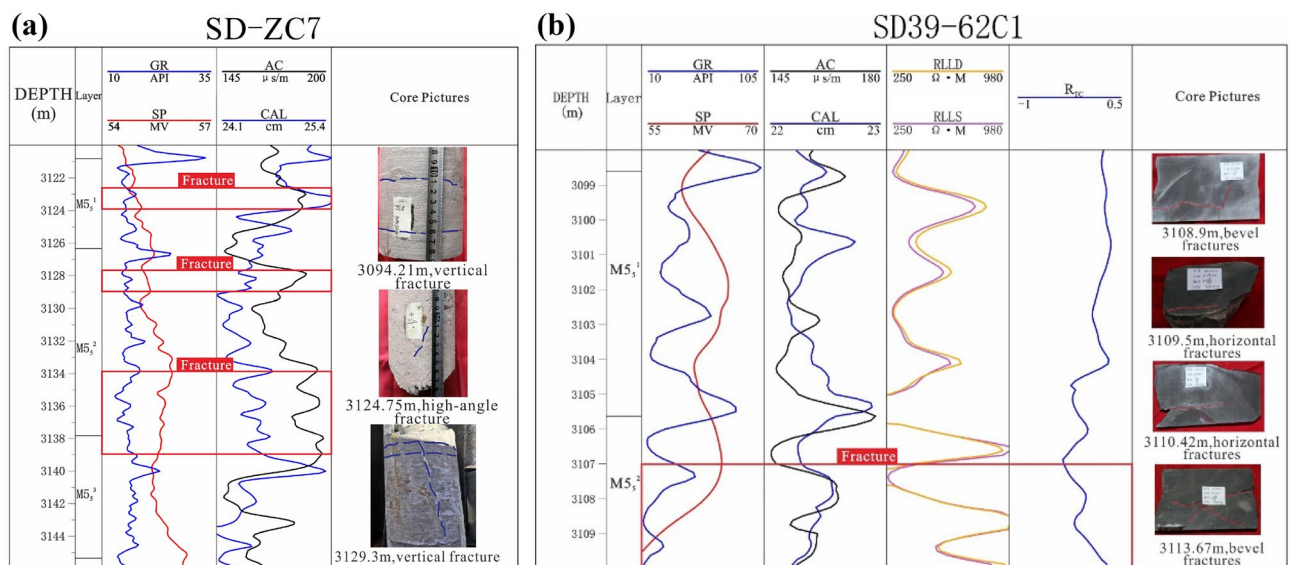 (a)
SD-ZC7
DEPTH
(m)
Layer
GR
10 API 35
SP
54 MV 57
AC
145 μs/m 200
CAL
24.1 cm 25.4
Core Pictures
3122
3124
3126
3128
3130
3132
3134
3136
3138
3140
3142
3144
M5₅¹
M5₅²
M5₅³
Fracture
Fracture
Fracture
3094.21m,vertical
fracture
3124.75m,high-angle
fracture
3129.3m,vertical fracture
(b)
SD39-62C1
DEPTH
(m)
Layer
GR
10 API 105
SP
55 MV 70
AC
145 μs/m 180
CAL
22 cm 23
RLLD
250 Ω·M 980
RLLS
250 Ω·M 980
R_TC
-1 0.5
Core Pictures
3099
3100
3101
3102
3103
3104
3105
3106
3107
3108
3109
M5₅¹
M5₅²
Fracture
3108.9m,bevel
fractures
3109.5m,horizontal
fractures
3110.42m,horizontal
fractures
3113.67m,bevel
fractures